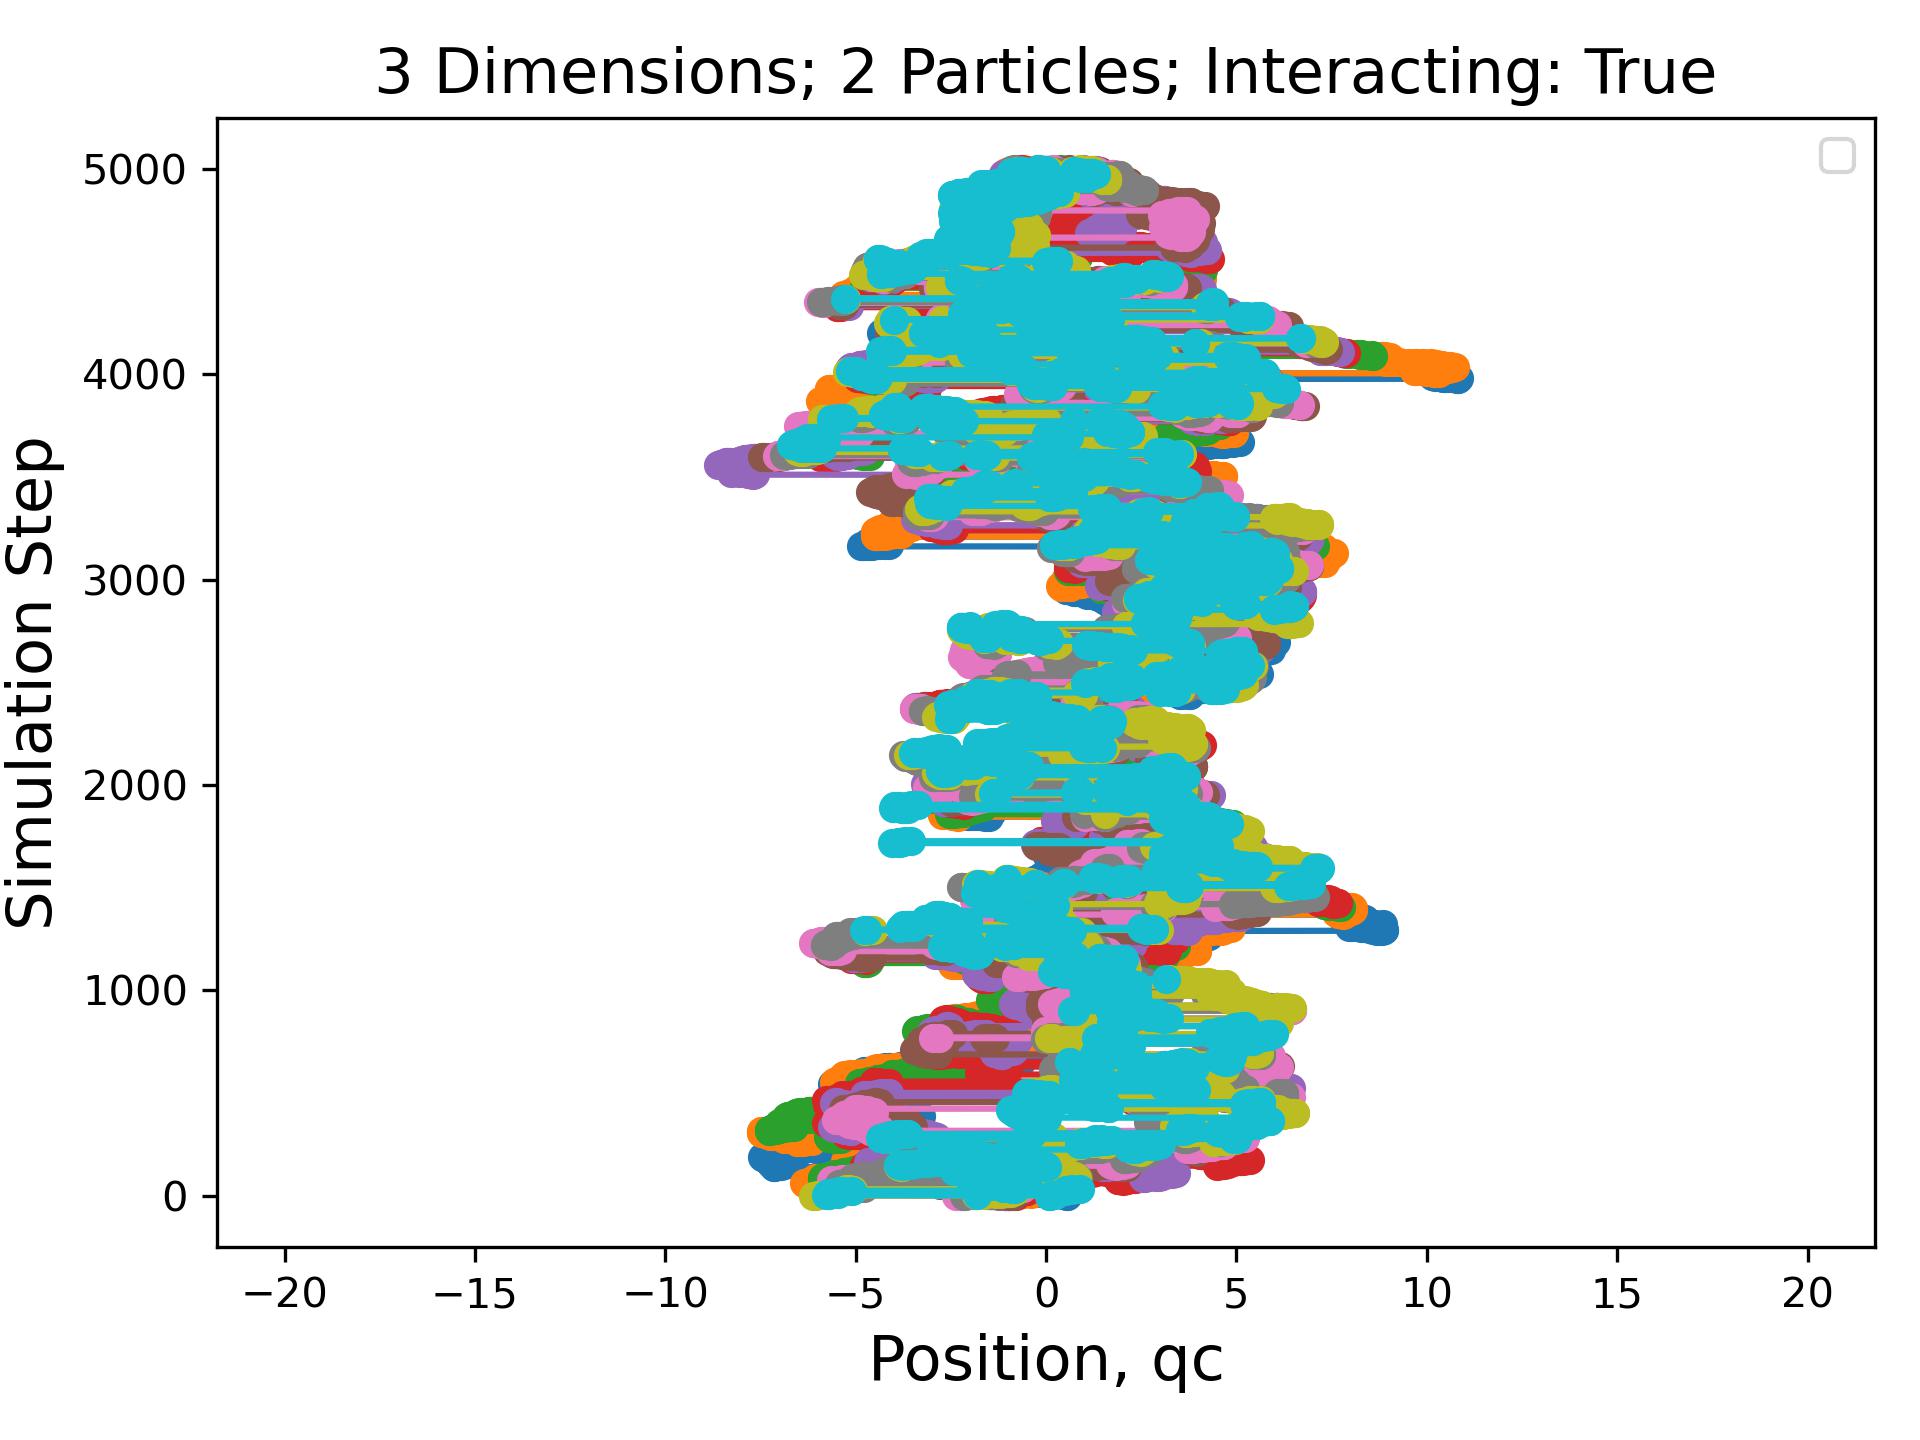 3 Dimensions; 2 Particles; Interacting: True
Simulation Step
5000
4000
3000
2000
1000
0
−20 −15 −10 −5 0 5 10 15 20
Position, qc